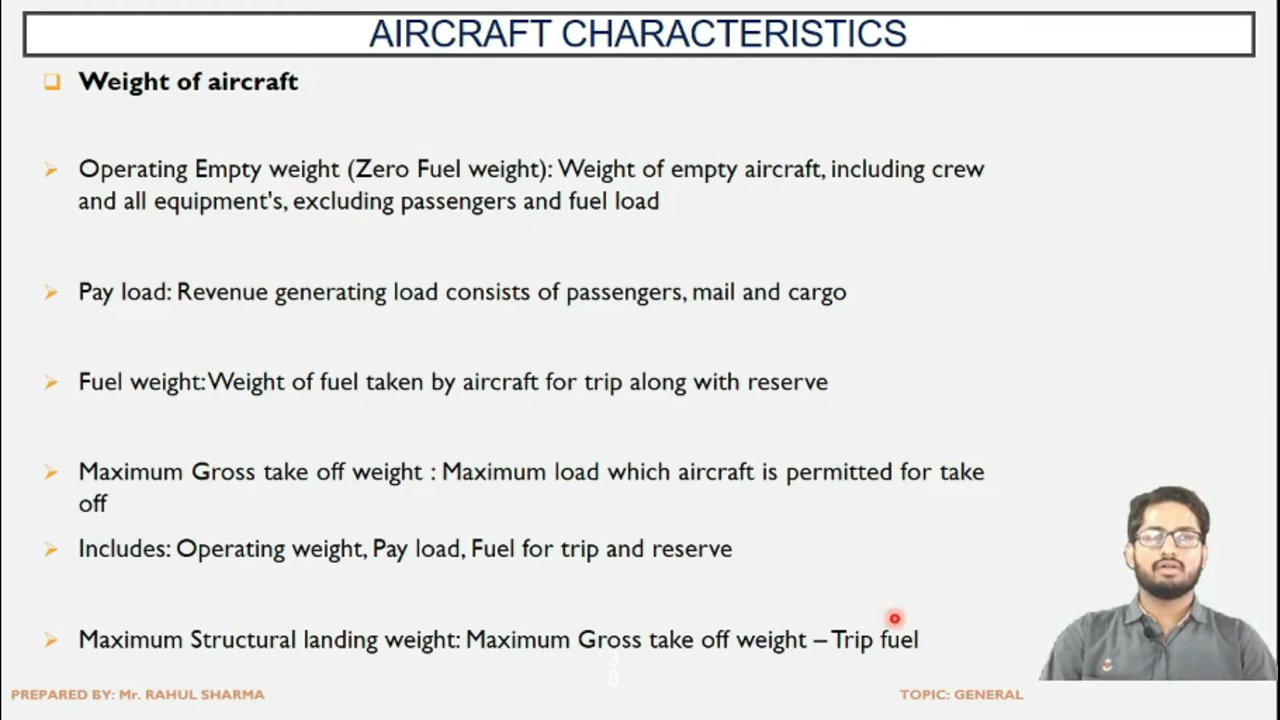 AIRCRAFT CHARACTERISTICS
Weight of aircraft
Operating Empty weight (Zero Fuel weight): Weight of empty aircraft, including crew
and all equipment's, excluding passengers and fuel load
Pay load: Revenue generating load consists of passengers, mail and cargo
Fuel weight: Weight of fuel taken by aircraft for trip along with reserve
Maximum Gross take off weight : Maximum load which aircraft is permitted for take
off
Includes: Operating weight, Pay load, Fuel for trip and reserve
Maximum Structural landing weight: Maximum Gross take off weight – Trip fuel
3
8
PREPARED BY: Mr. RAHUL SHARMA
TOPIC: GENERAL